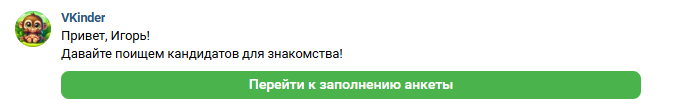 VKinder
Привет, Игорь!
Давайте поищем кандидатов для знакомства!
Перейти к заполнению анкеты